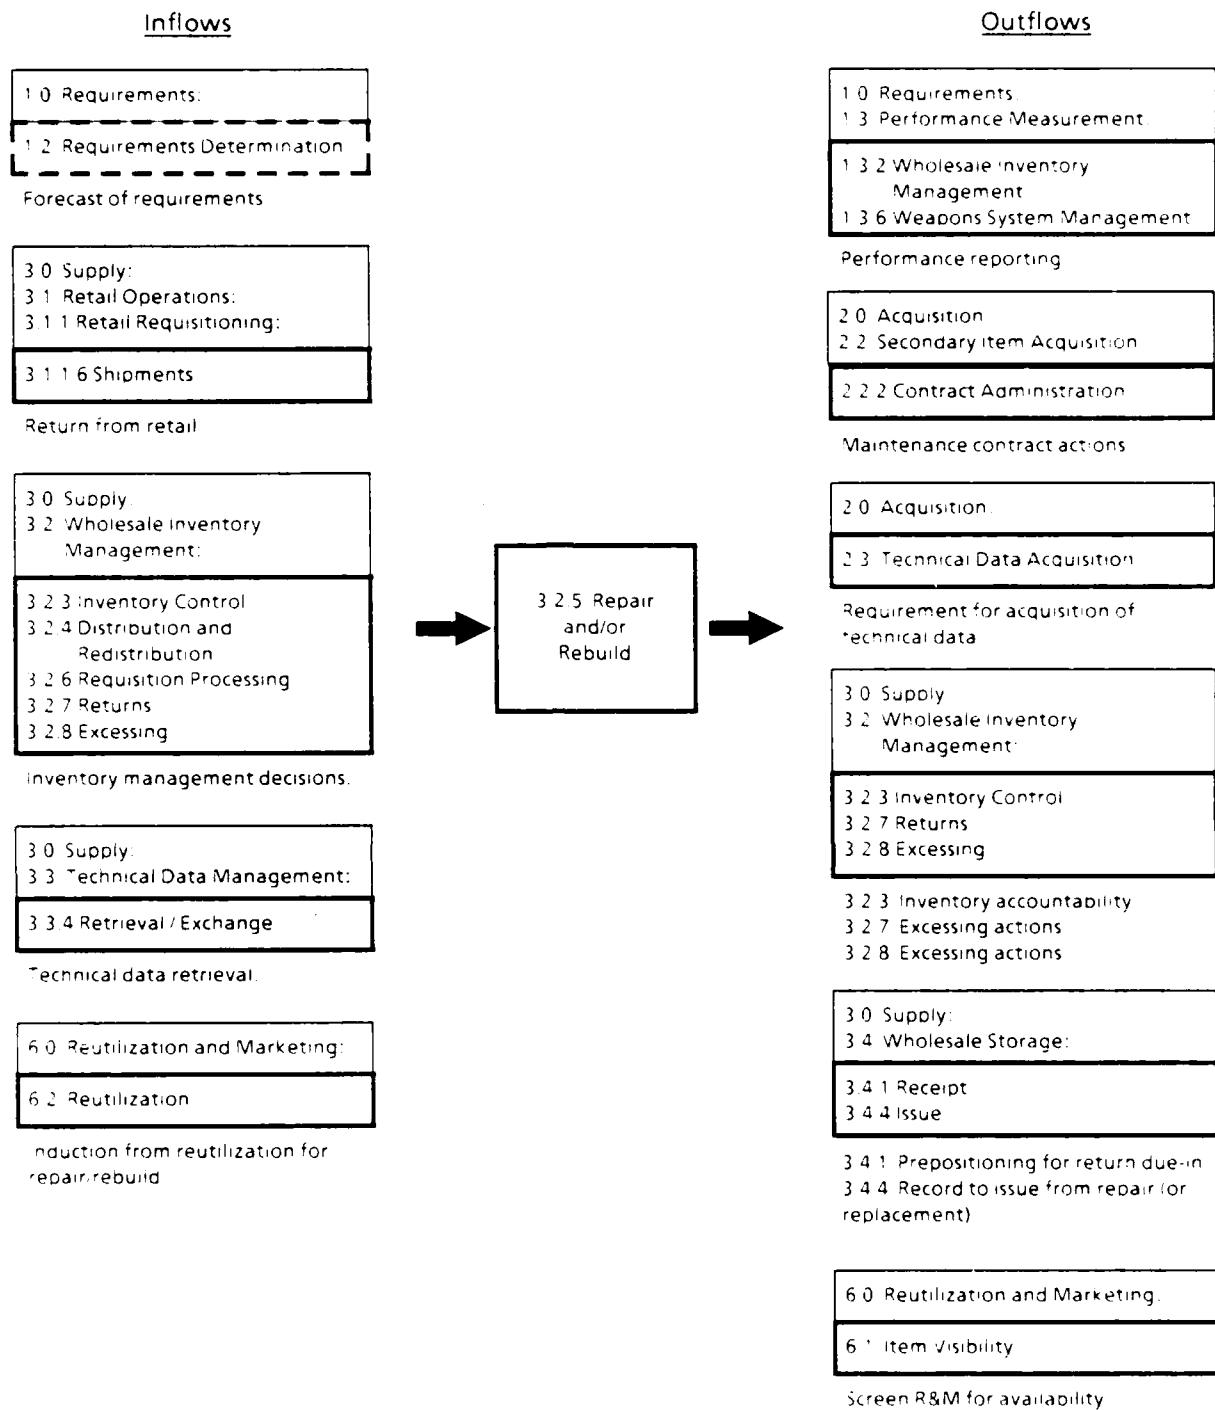 Inflows
1.0 Requirements:
1.2 Requirements Determination
Forecast of requirements
3.0 Supply:
3.1 Retail Operations:
3.1.1 Retail Requisitioning:
3.1.1.6 Shipments
Return from retail
3.0 Supply.
3.2 Wholesale Inventory
Management:
3.2.3 Inventory Control
3.2.4 Distribution and
Redistribution
3.2.6 Requisition Processing
3.2.7 Returns
3.2.8 Excessing
Inventory management decisions.
3.0 Supply:
3.3 Technical Data Management:
3.3.4 Retrieval / Exchange
Technical data retrieval.
6.0 Reutilization and Marketing:
6.2 Reutilization
Induction from reutilization for
repair/rebuild
3.2.5 Repair
and/or
Rebuild
Outflows
1.0 Requirements.
1.3 Performance Measurement.
1.3.2 Wholesale Inventory
Management
1.3.6 Weapons System Management
Performance reporting
2.0 Acquisition
2.2 Secondary Item Acquisition
2.2.2 Contract Administration
Maintenance contract actions
2.0 Acquisition.
2.3 Technical Data Acquisition
Requirement for acquisition of
technical data
3.0 Supply
3.2 Wholesale Inventory
Management:
3.2.3 Inventory Control
3.2.7 Returns
3.2.8 Excessing
3.2.3 Inventory accountability
3.2.7 Excessing actions
3.2.8 Excessing actions
3.0 Supply:
3.4 Wholesale Storage:
3.4.1 Receipt
3.4.4 Issue
3.4.1 Prepositioning for return due-in
3.4.4 Record to issue from repair (or
replacement)
6.0 Reutilization and Marketing.
6.1 Item Visibility
Screen R&M for availability